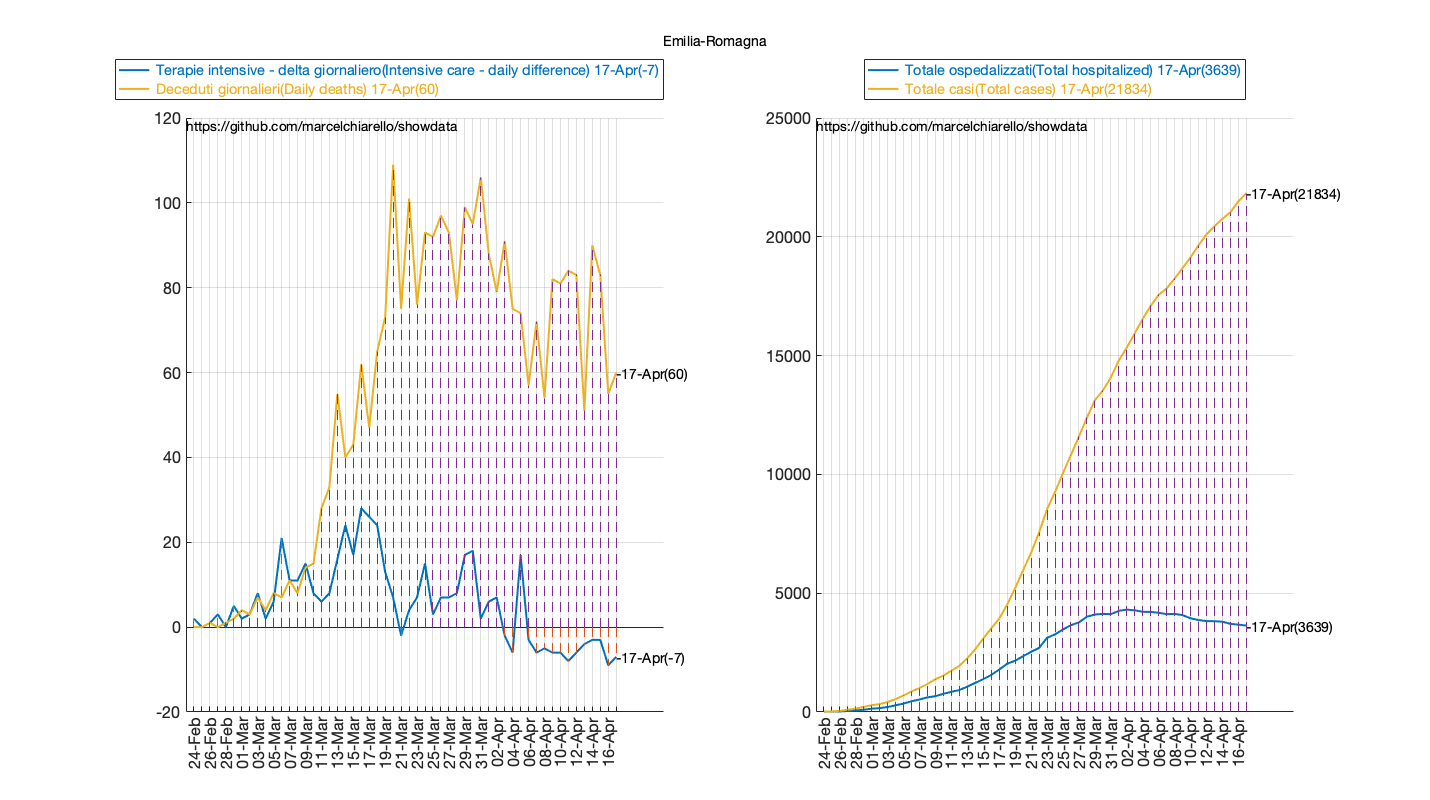 Emilia-Romagna
Terapie intensive - delta giornaliero(Intensive care - daily difference) 17-Apr(-7)
Deceduti giornalieri(Daily deaths) 17-Apr(60)
https://github.com/marcelchiarello/showdata
120
100
80
60
40
20
0
-20
-17-Apr(60)
-17-Apr(-7)
24-Feb
26-Feb
28-Feb
01-Mar
03-Mar
05-Mar
07-Mar
09-Mar
11-Mar
13-Mar
15-Mar
17-Mar
19-Mar
21-Mar
23-Mar
25-Mar
27-Mar
29-Mar
31-Mar
02-Apr
04-Apr
06-Apr
08-Apr
10-Apr
12-Apr
14-Apr
16-Apr
Totale ospedalizzati(Total hospitalized) 17-Apr(3639)
Totale casi(Total cases) 17-Apr(21834)
https://github.com/marcelchiarello/showdata
25000
20000
15000
10000
5000
0
-17-Apr(21834)
-17-Apr(3639)
24-Feb
26-Feb
28-Feb
01-Mar
03-Mar
05-Mar
07-Mar
09-Mar
11-Mar
13-Mar
15-Mar
17-Mar
19-Mar
21-Mar
23-Mar
25-Mar
27-Mar
29-Mar
31-Mar
02-Apr
04-Apr
06-Apr
08-Apr
10-Apr
12-Apr
14-Apr
16-Apr